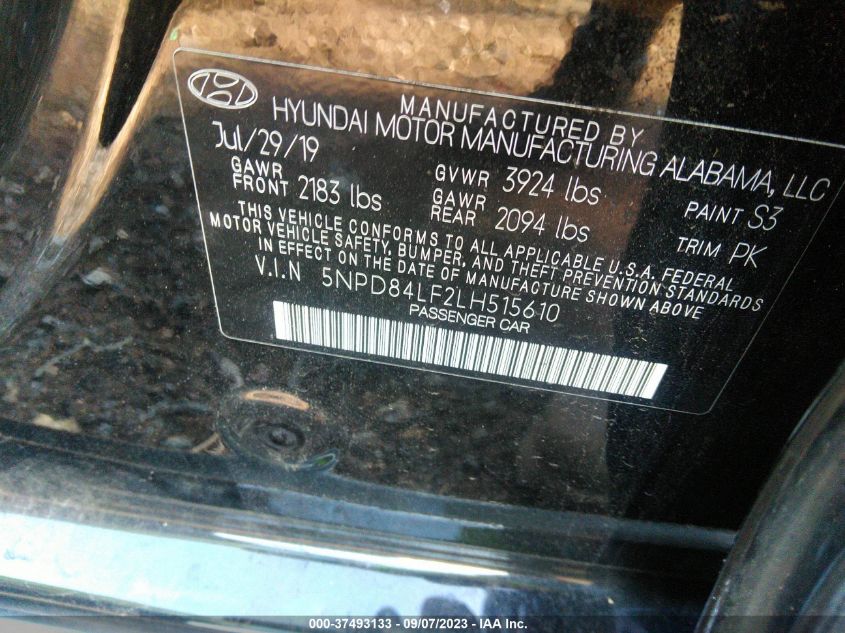 MANUFACTURED BY
HYUNDAI MOTOR MANUFACTURING ALABAMA, LLC
Jul/29/19
GAWR FRONT 2183 lbs
GVWR 3924 lbs
GAWR REAR 2094 lbs
PAINT S3
TRIM PK
THIS VEHICLE CONFORMS TO ALL APPLICABLE U.S.A. FEDERAL
MOTOR VEHICLE SAFETY, BUMPER, AND THEFT PREVENTION STANDARDS
IN EFFECT ON THE DATE OF MANUFACTURE SHOWN ABOVE
V.I.N 5NPD84LF2LH515610
PASSENGER CAR
000-37493133 - 09/07/2023 - IAA Inc.